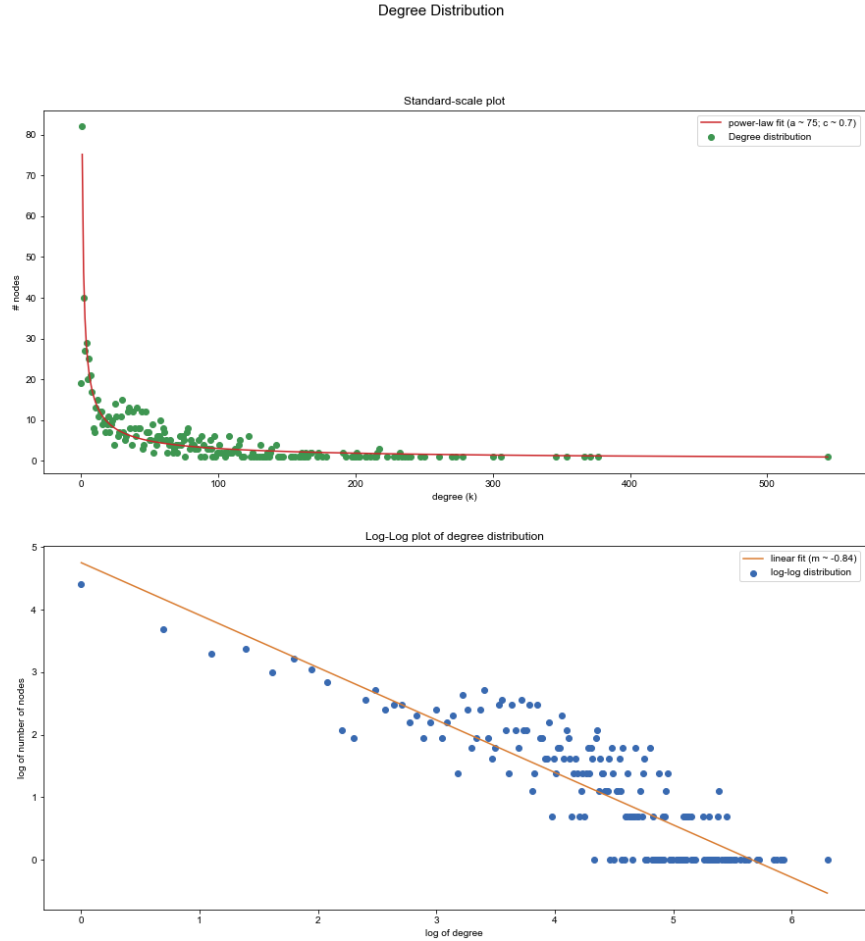 Degree Distribution
Standard-scale plot
power-law fit (a ~ 75; c ~ 0.7)
Degree distribution
# nodes
80
70
60
50
40
30
20
10
0
0 100 200 300 400 500
degree (k)
Log-Log plot of degree distribution
linear fit (m ~ -0.84)
log-log distribution
log of number of nodes
5
4
3
2
1
0
0 1 2 3 4 5 6
log of degree